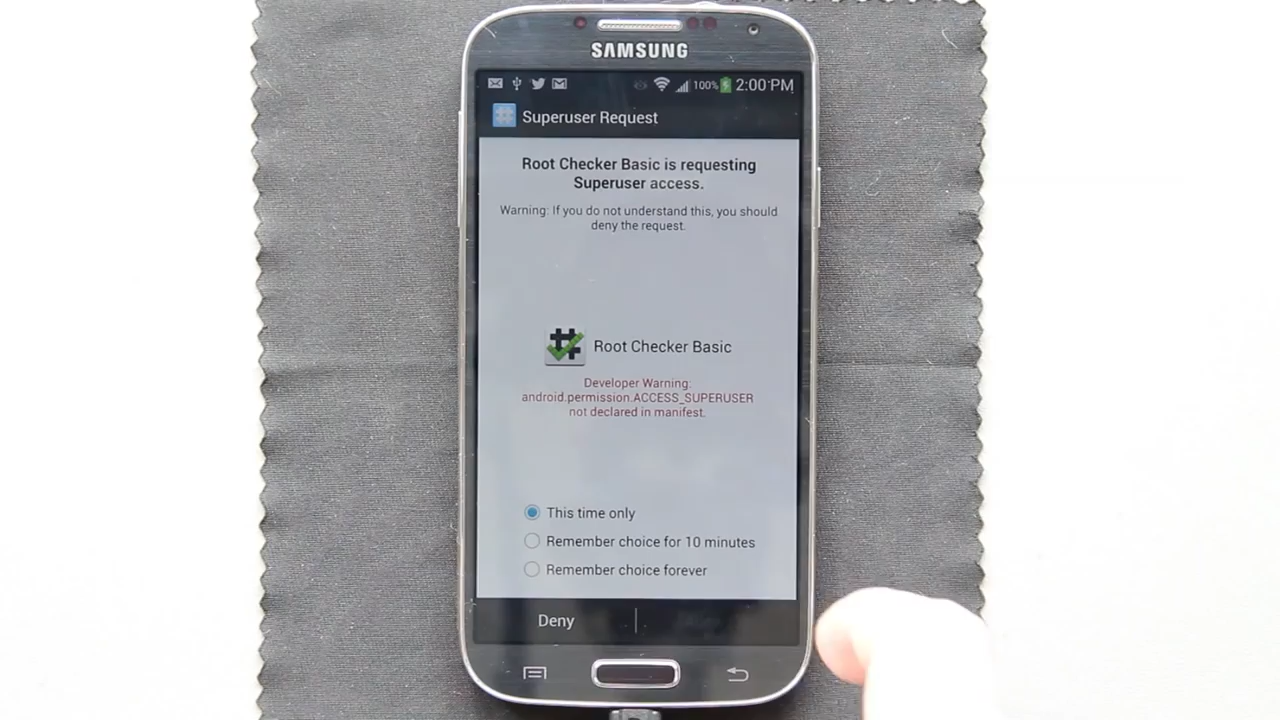 SAMSUNG
100% 2:00 PM
Superuser Request
Root Checker Basic is requesting
Superuser access.
Warning: If you do not understand this, you should
deny the request.
Root Checker Basic
Developer Warning:
android.permission.ACCESS_SUPERUSER
not declared in manifest.
This time only
Remember choice for 10 minutes
Remember choice forever
Deny